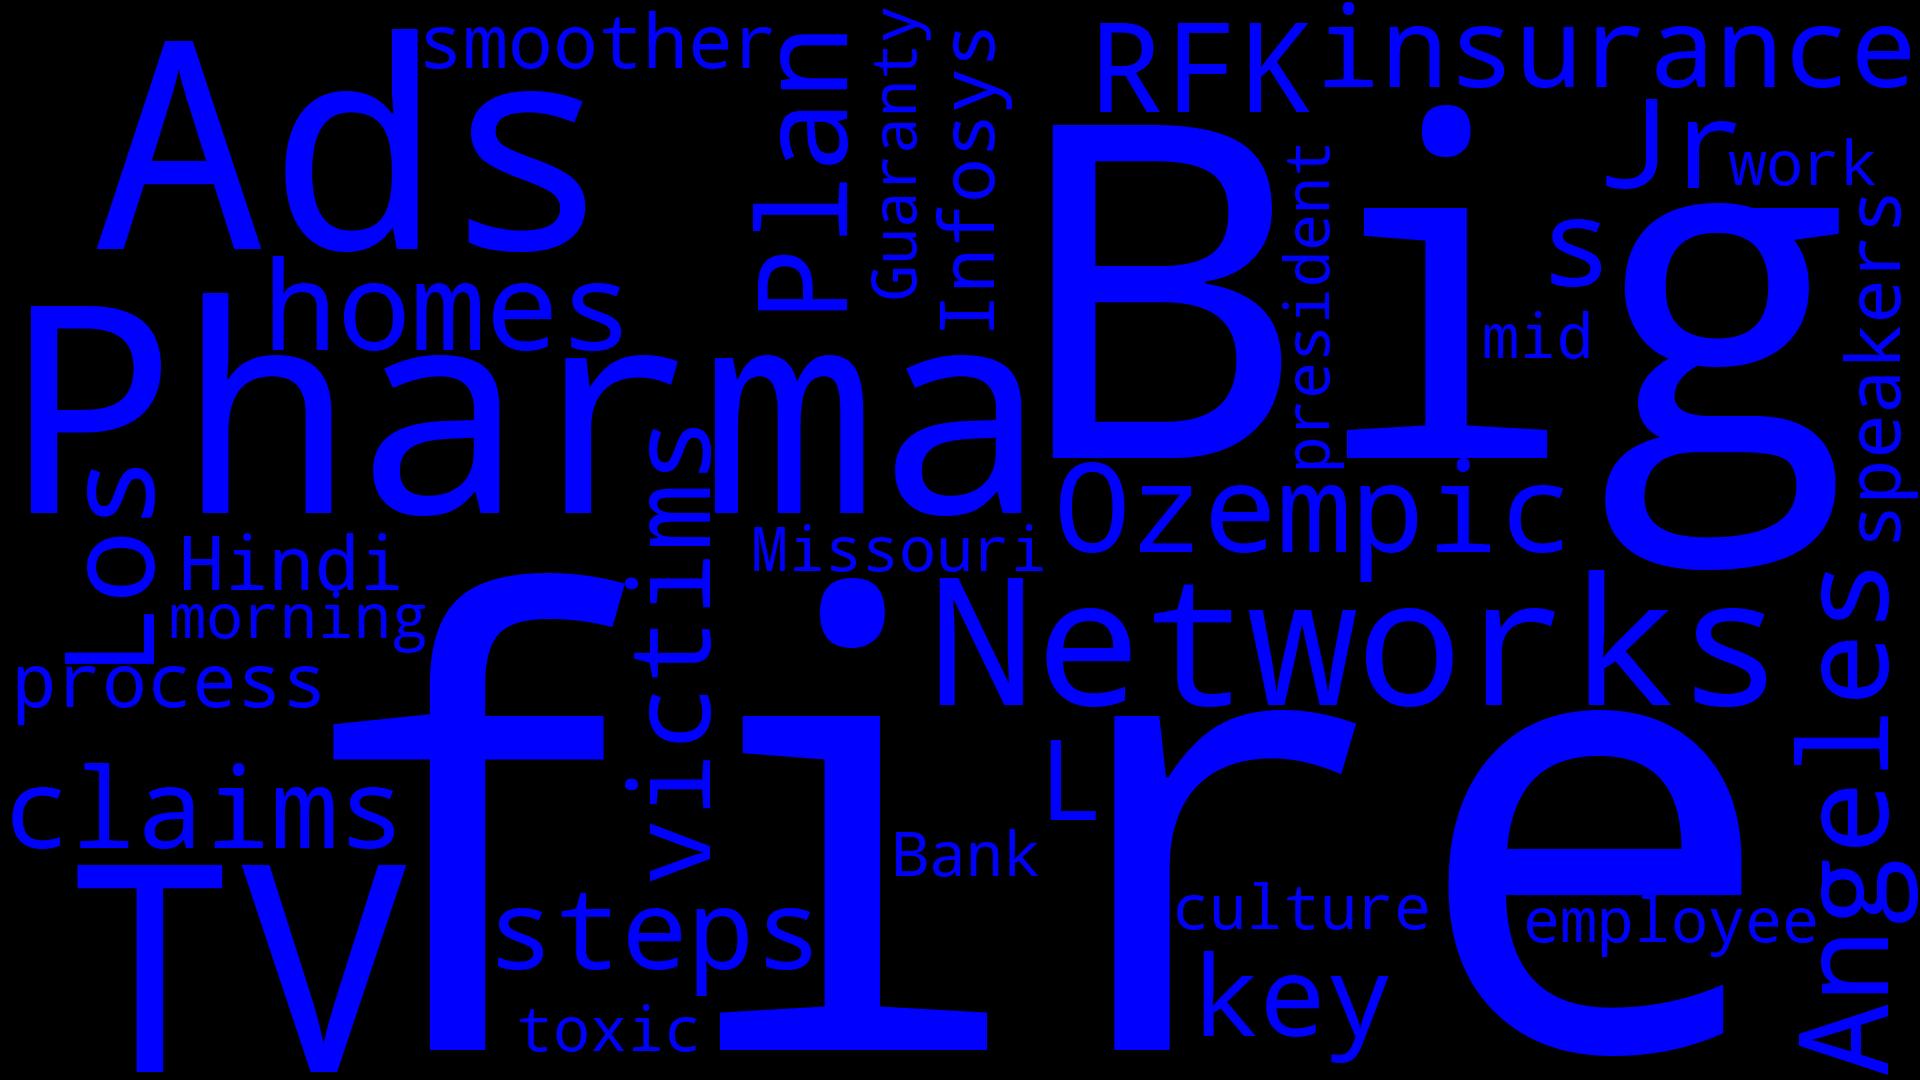 Ads
smoother
Plan
Guaranty
Infosys
RFK
insurance
Big
president
Jr
work
s
mid
speakers
homes
Pharma
Los
victims
Ozempic
Missouri
Hindi
morning
process
Networks
Angeles
fire
claims
L
Bank
TV
steps
culture
employee
key
toxic